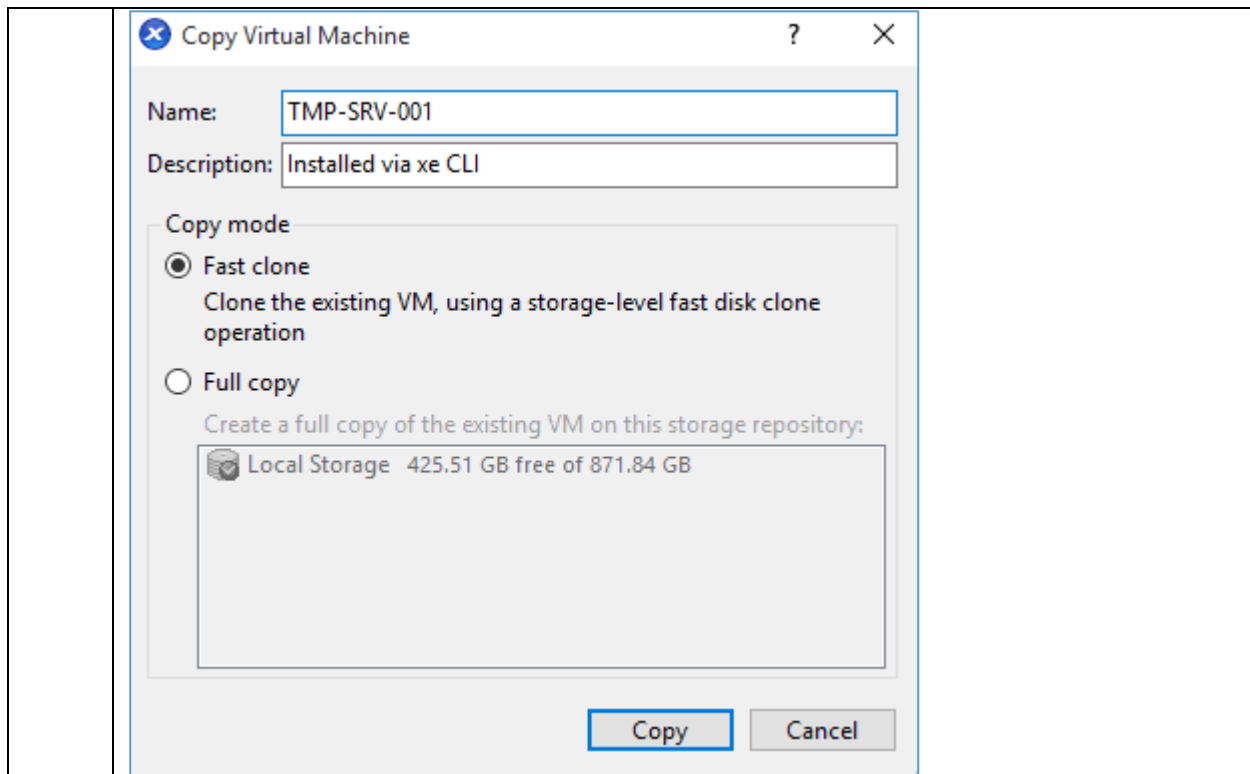 Copy Virtual Machine ? ×
Name: TMP-SRV-001
Description: Installed via xe CLI
Copy mode
Fast clone
Clone the existing VM, using a storage-level fast disk clone
operation
Full copy
Create a full copy of the existing VM on this storage repository:
Local Storage 425.51 GB free of 871.84 GB
Copy Cancel